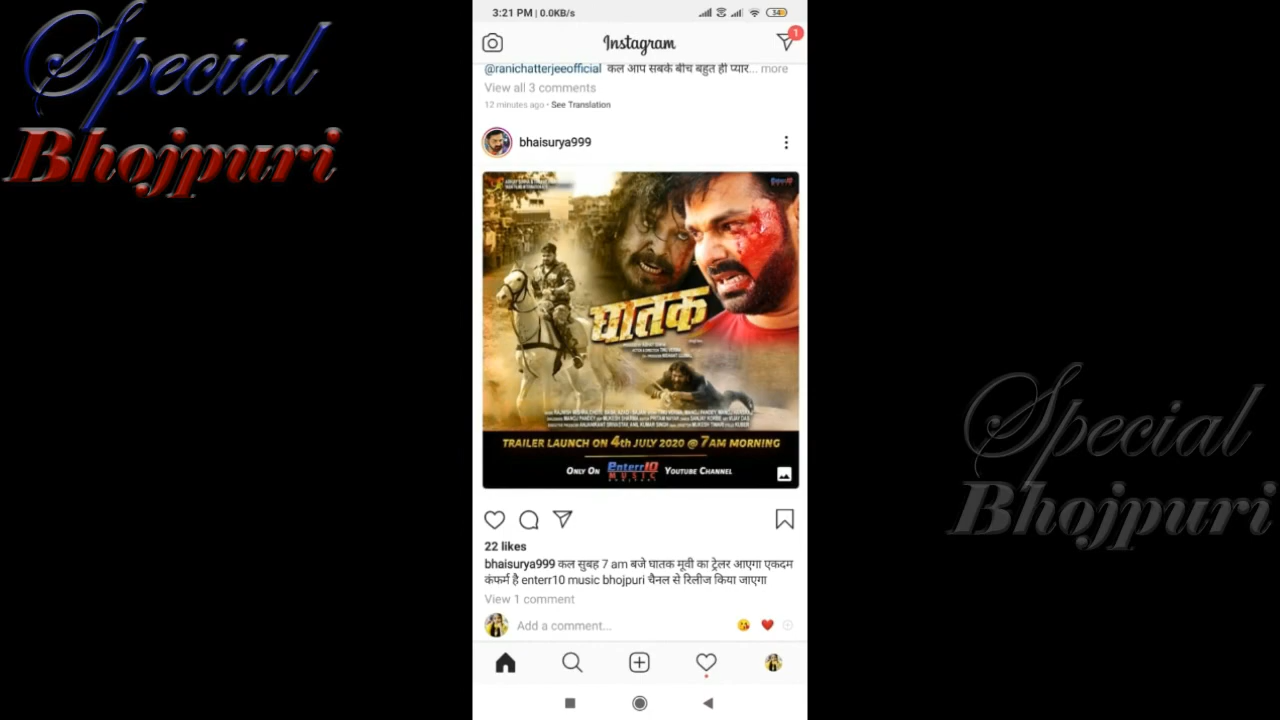 Special
Bhojpuri
3:21 PM | 0.0KB/s
34
Instagram
1
@ranichatterjeeofficial कल आप सबके बीच बहुत ही प्यार... more
View all 3 comments
12 minutes ago • See Translation
bhaisurya999
घातक
TRAILER LAUNCH ON 4th JULY 2020 @ 7AM MORNING
ONLY ON enterr10 MUSIC YOUTUBE CHANNEL
22 likes
bhaisurya999 कल सुबह 7 am बजे घातक मूवी का ट्रेलर आएगा एकदम
कंफर्म है enterr10 music bhojpuri चैनल से रिलीज किया जाएगा
View 1 comment
Add a comment...
Special
Bhojpuri